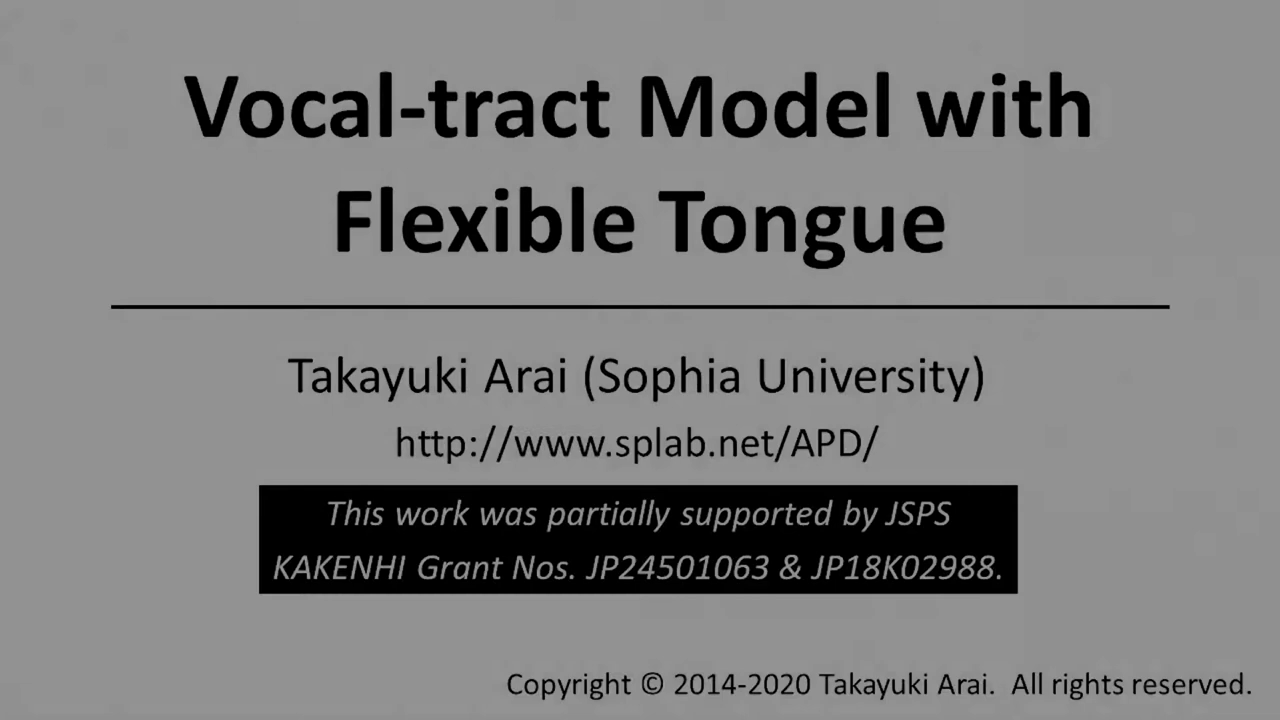 Vocal-tract Model with
Flexible Tongue
Takayuki Arai (Sophia University)
http://www.splab.net/APD/
This work was partially supported by JSPS
KAKENHI Grant Nos. JP24501063 & JP18K02988.
Copyright © 2014-2020 Takayuki Arai.  All rights reserved.